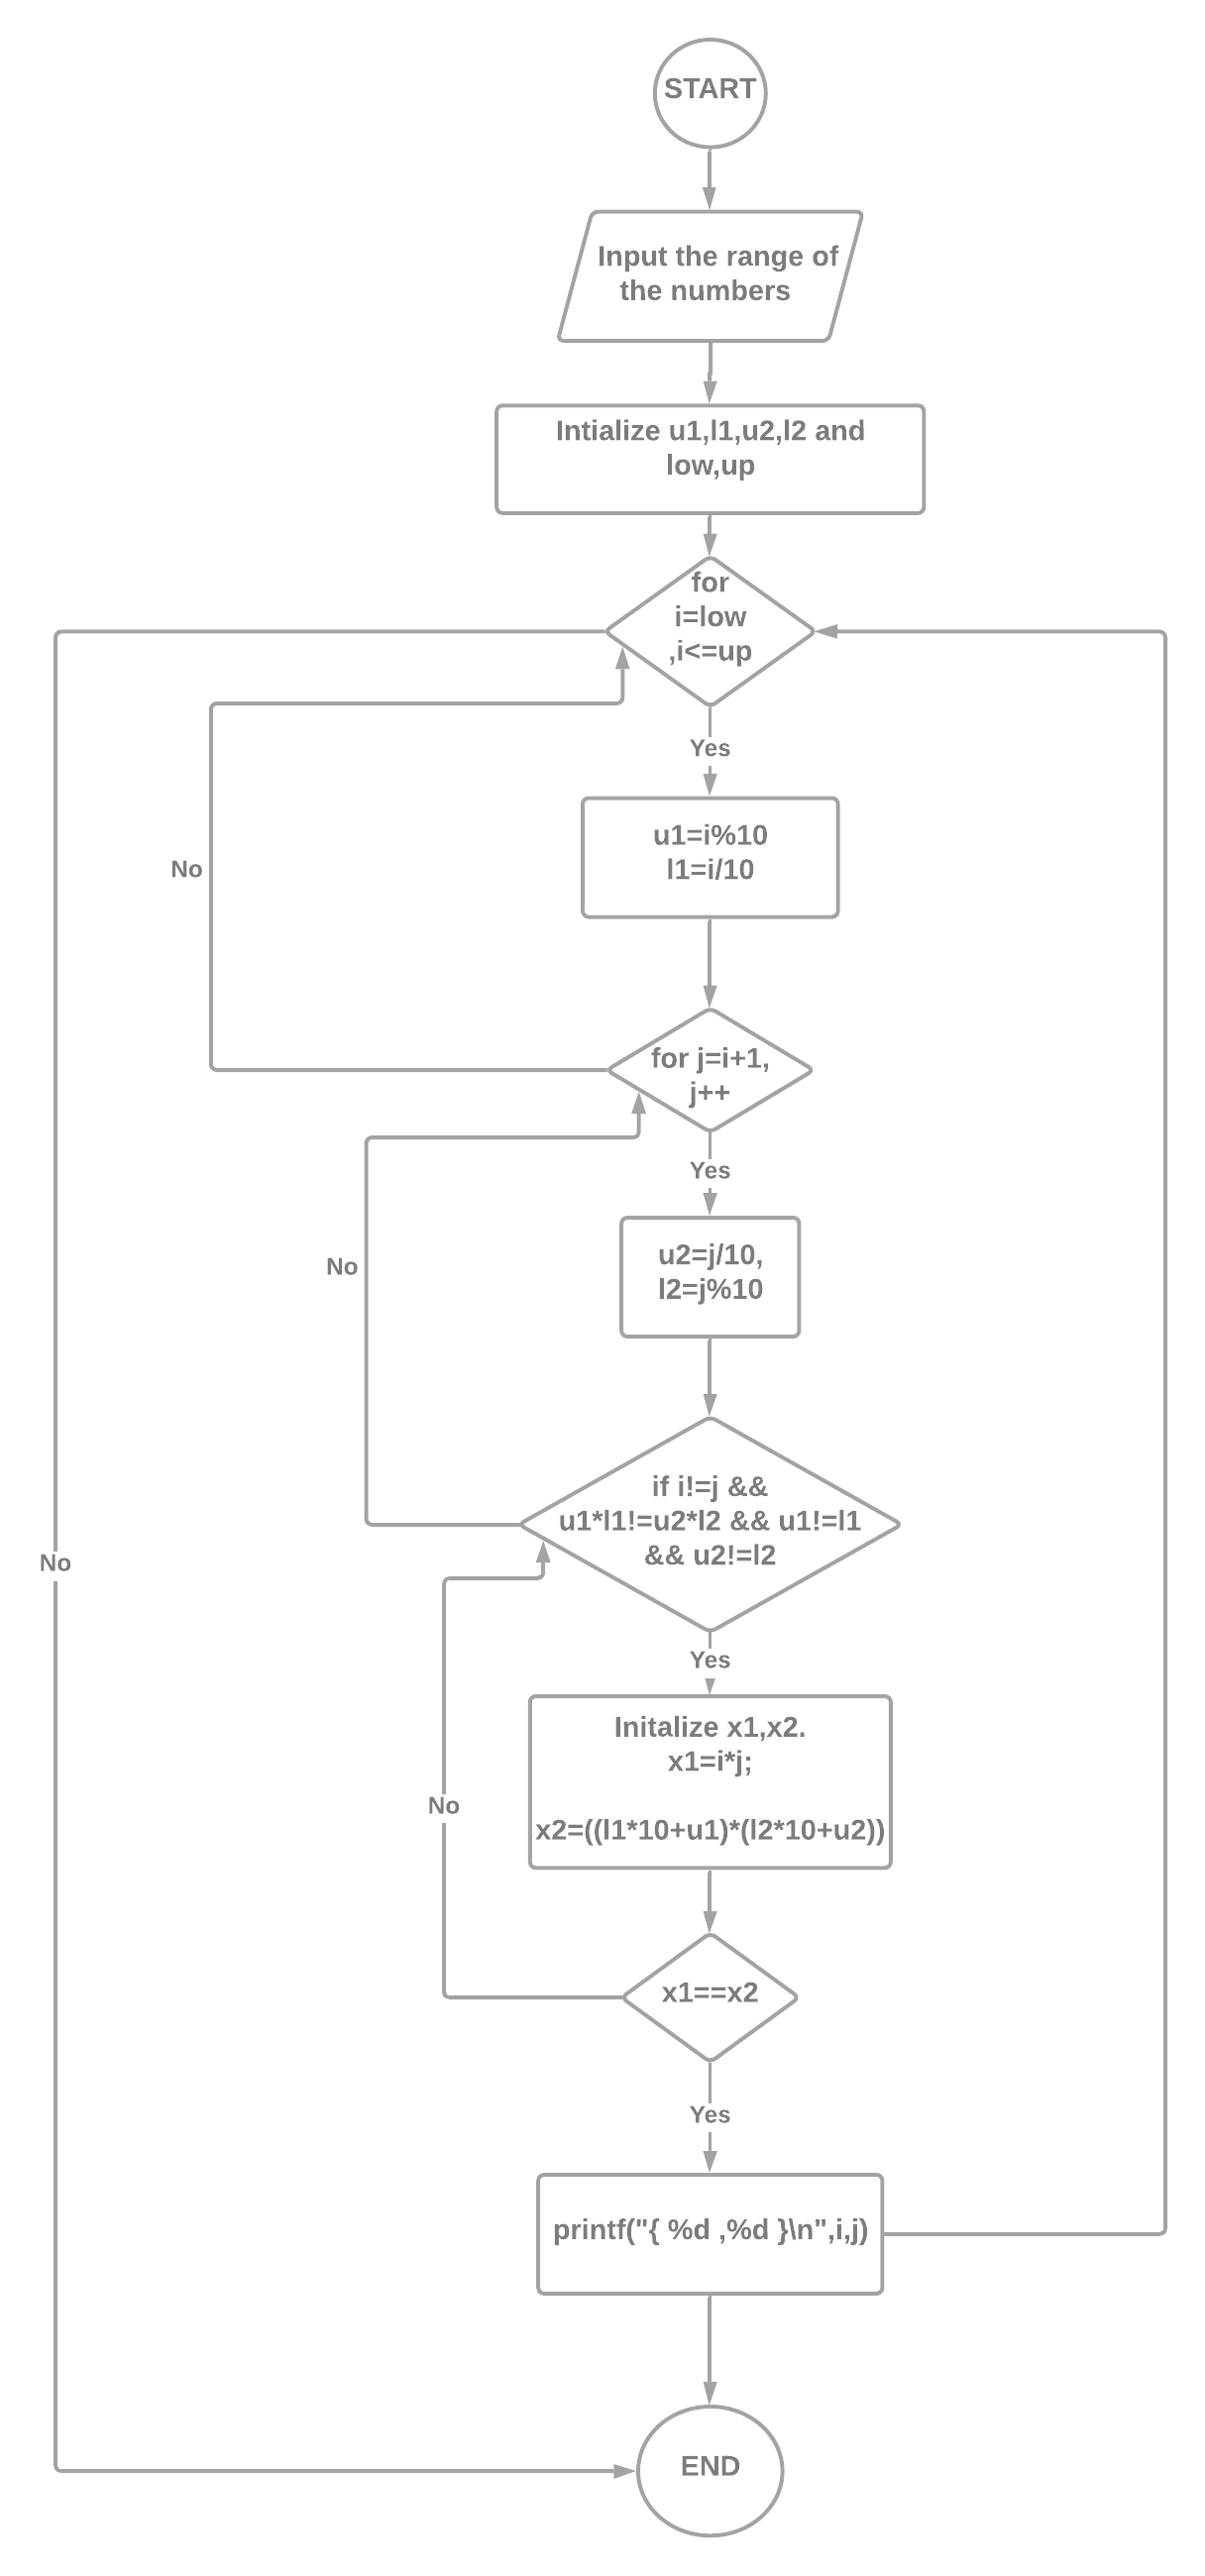 START
Input the range of
the numbers
Intialize u1,l1,u2,l2 and
low,up
for
i=low
,i<=up
Yes
u1=i%10
l1=i/10
No
for j=i+1,
j++
Yes
u2=j/10,
l2=j%10
No
if i!=j &&
u1*l1!=u2*l2 && u1!=l1
&& u2!=l2
No
Yes
Initalize x1,x2.
x1=i*j;
x2=((l1*10+u1)*(l2*10+u2))
No
x1==x2
Yes
printf("{ %d ,%d }\n",i,j)
END